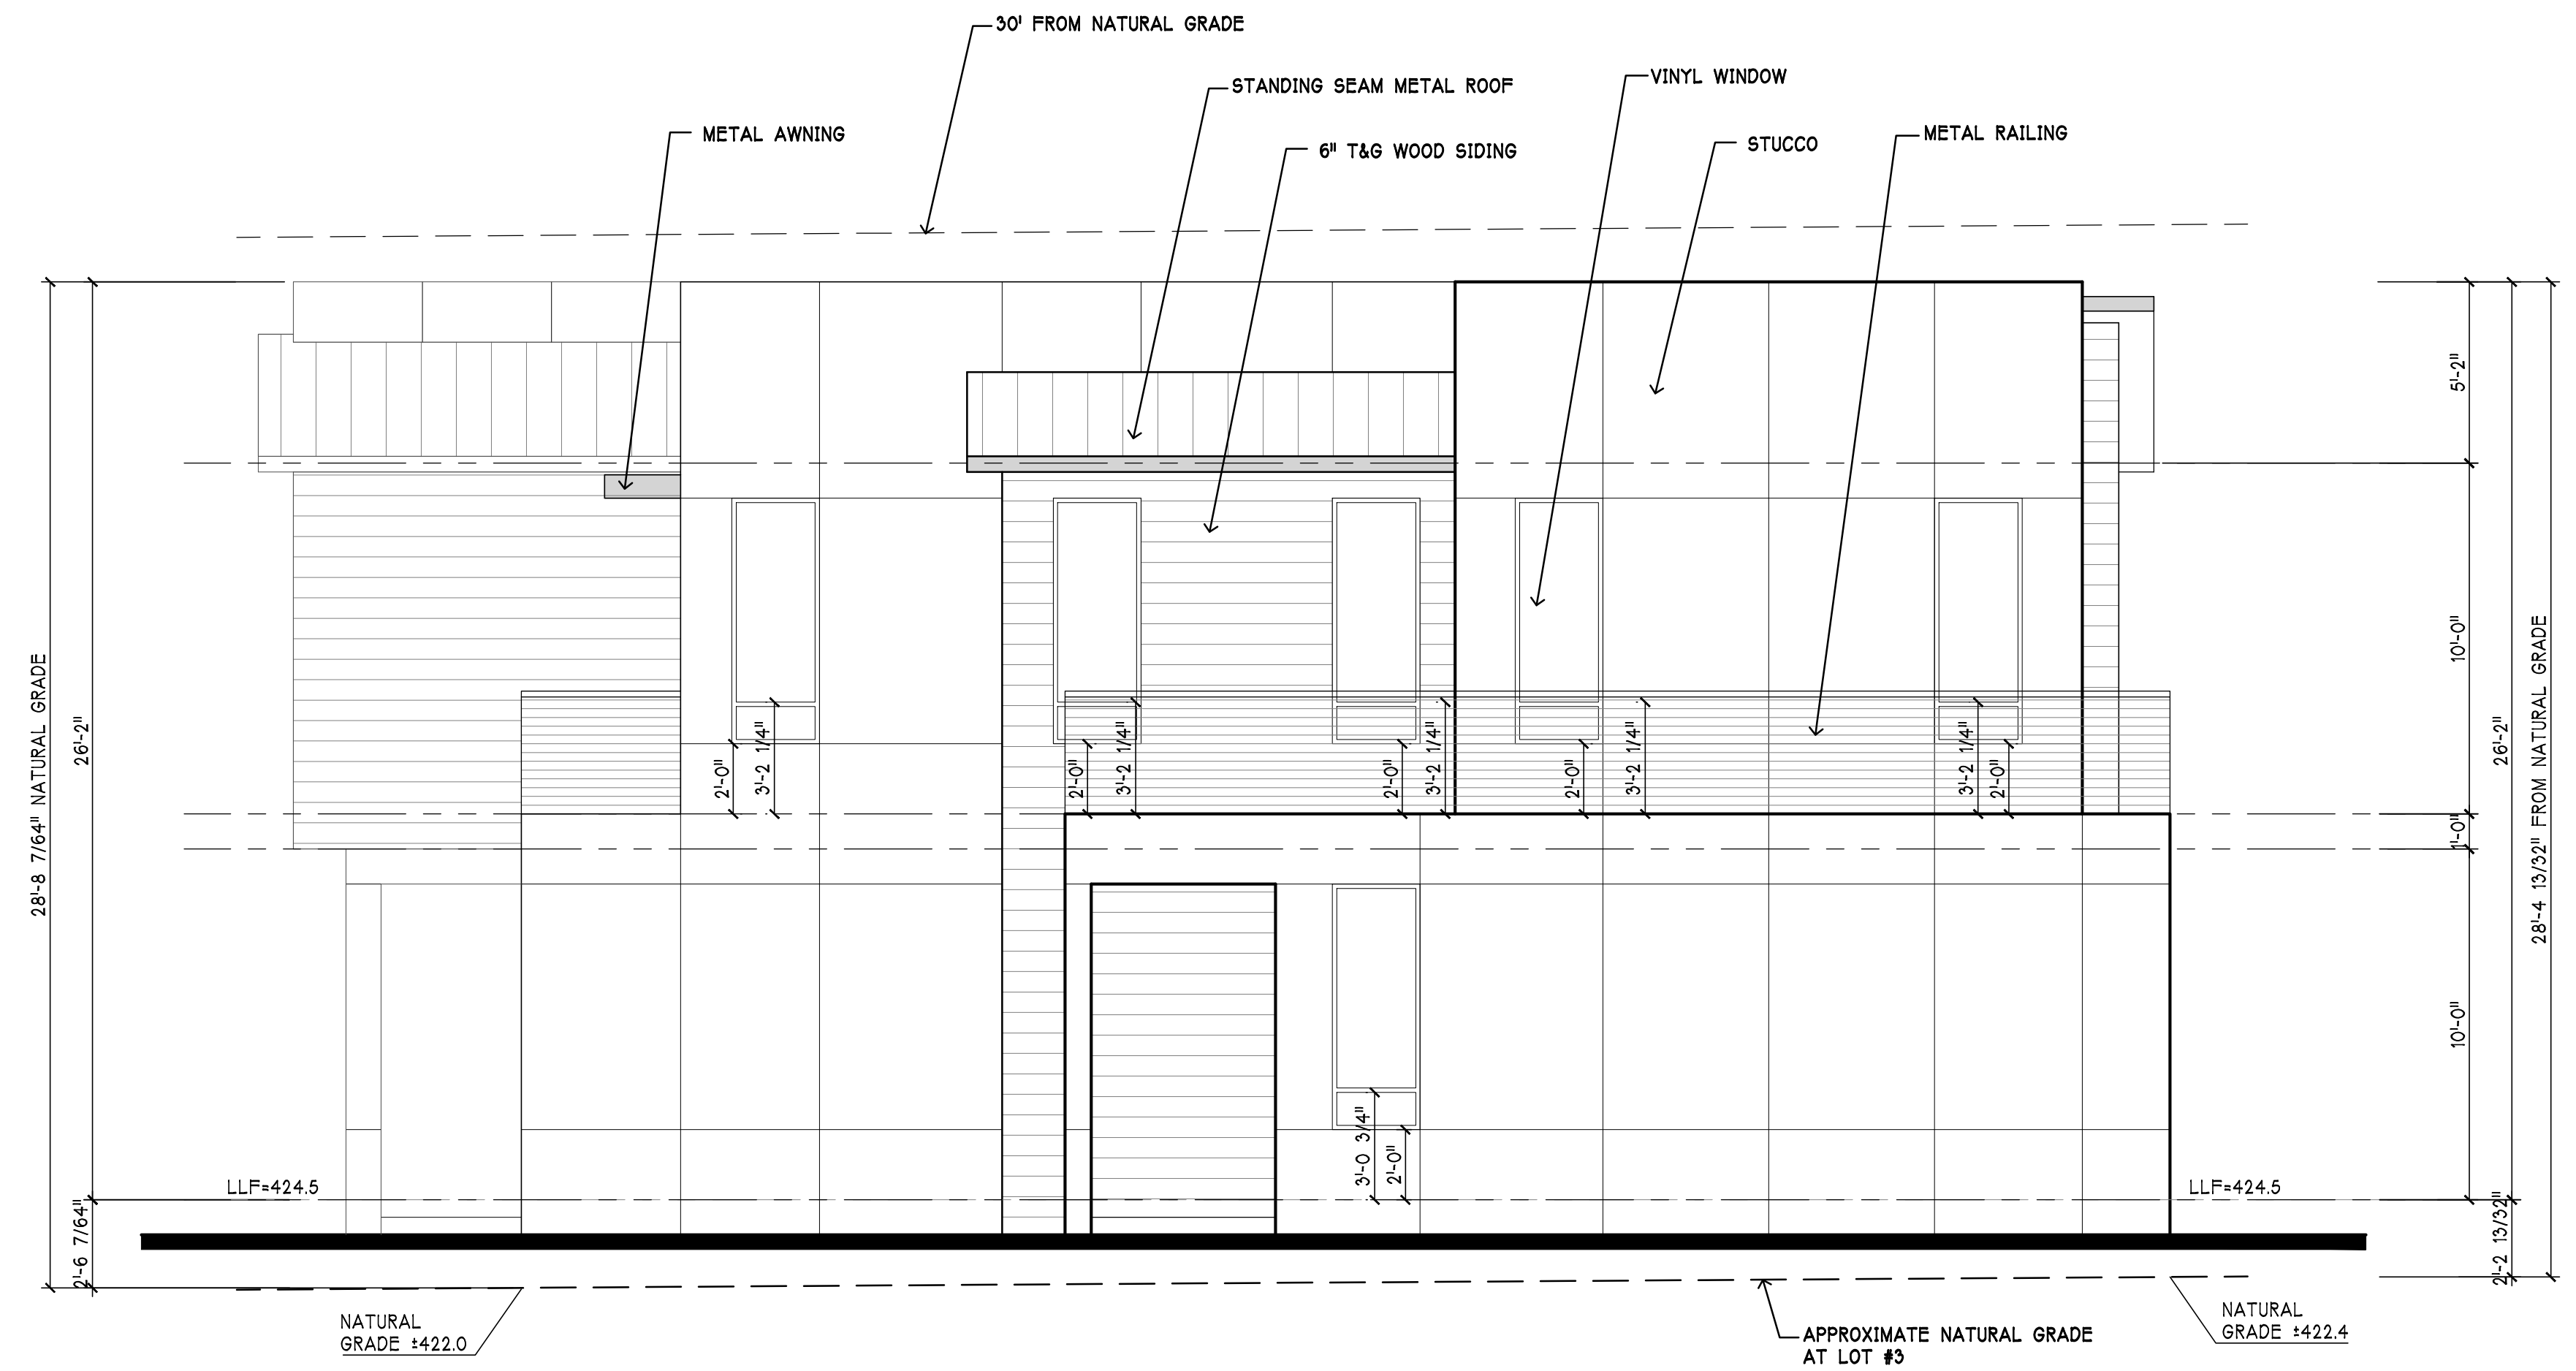 30' FROM NATURAL GRADE
STANDING SEAM METAL ROOF
VINYL WINDOW
METAL AWNING
6" T&G WOOD SIDING
STUCCO
METAL RAILING
28'-8 7/64" NATURAL GRADE
26'-2"
2'-6 7/64"
5'-2"
10'-0"
1'-0"
10'-0"
26'-2"
2'-2 13/32"
28'-4 13/32" FROM NATURAL GRADE
2'-0"
3'-2 1/4"
2'-0"
3'-2 1/4"
2'-0"
3'-2 1/4"
2'-0"
3'-2 1/4"
3'-2 1/4"
2'-0"
3'-0 3/4"
2'-0"
LLF=424.5
LLF=424.5
NATURAL
GRADE ±422.0
APPROXIMATE NATURAL GRADE
AT LOT #3
NATURAL
GRADE ±422.4